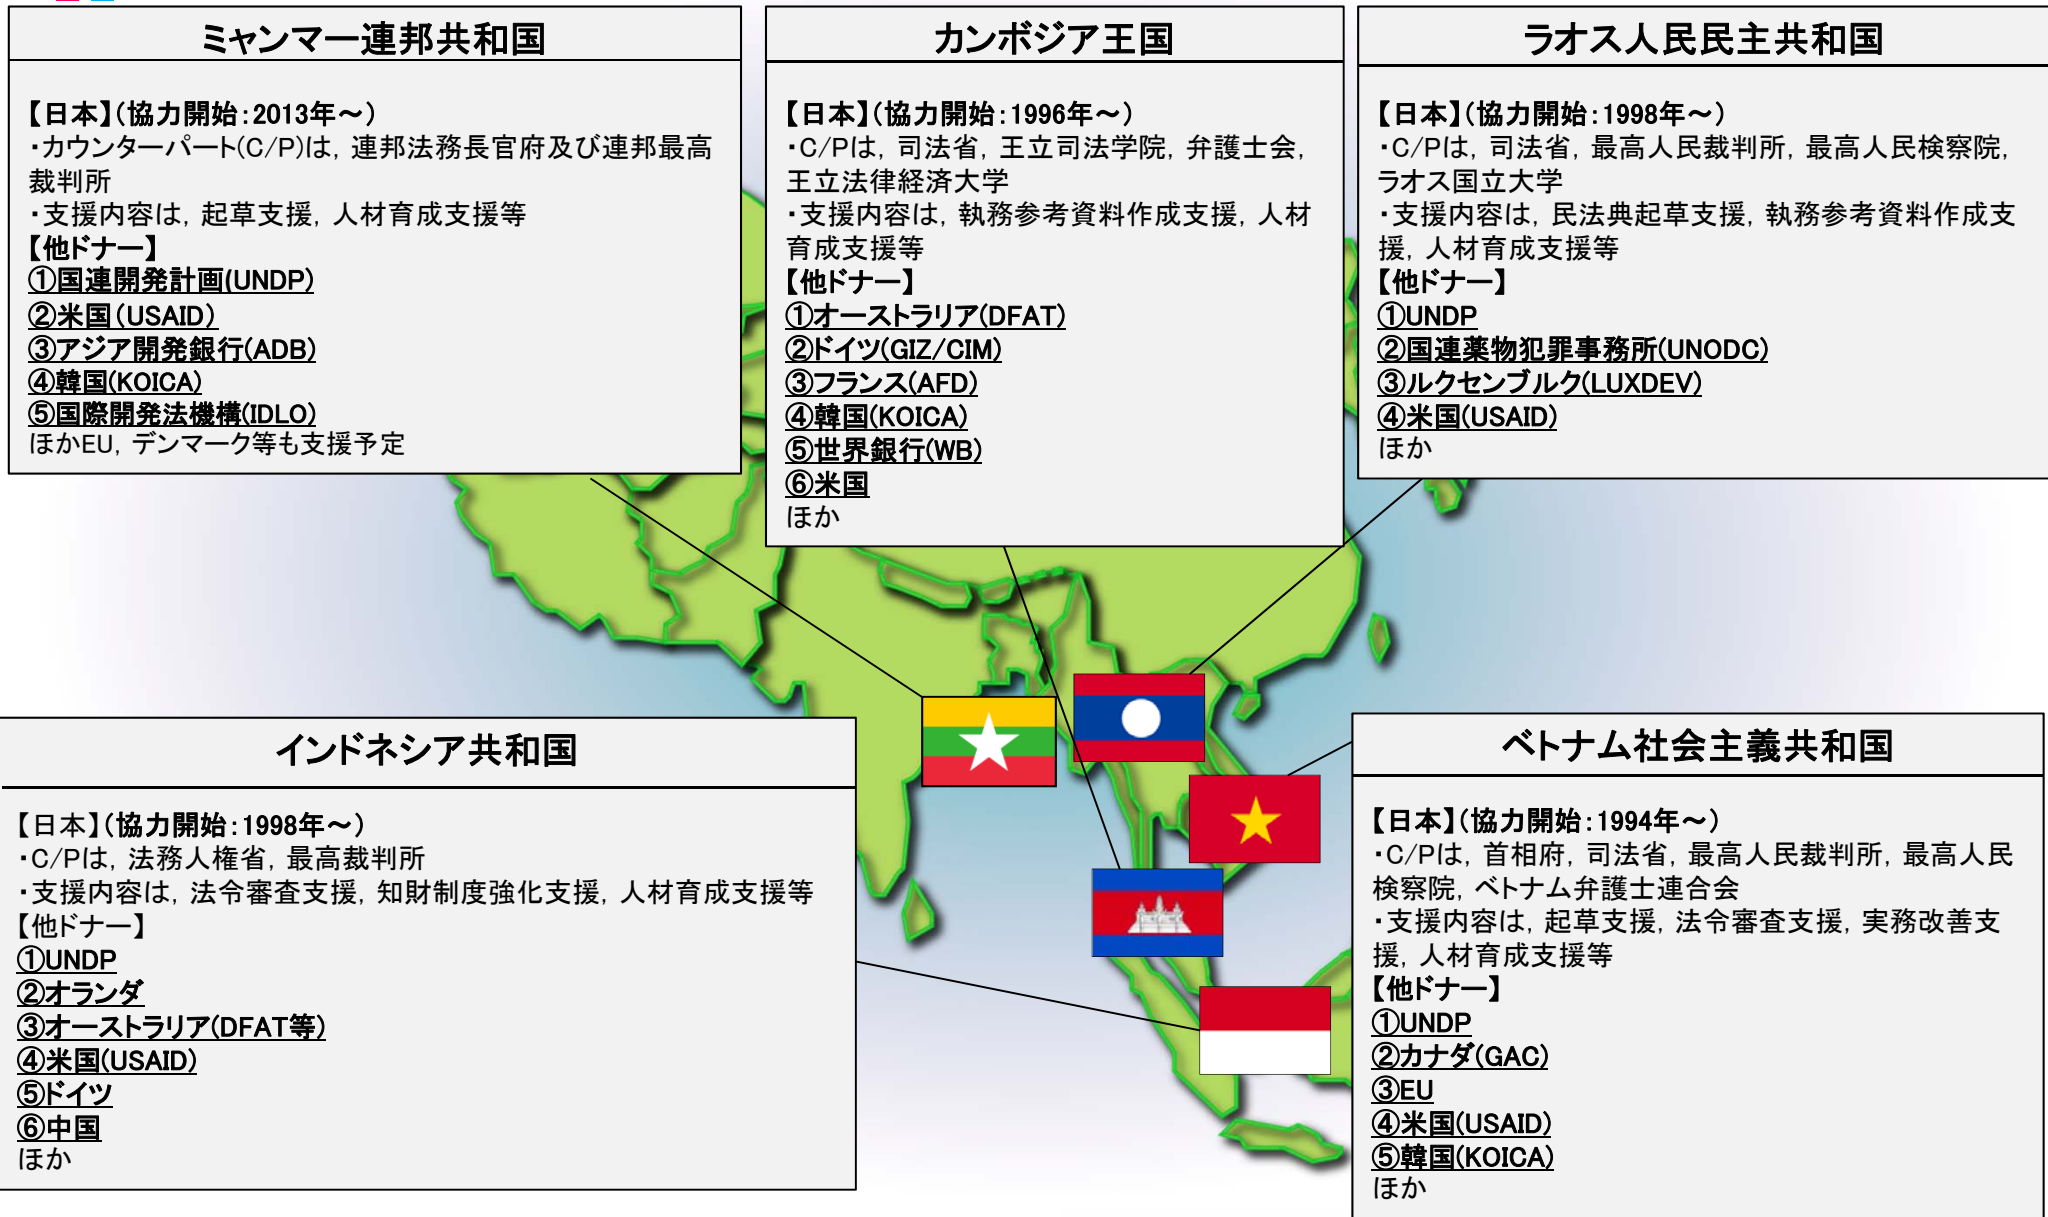 ミャンマー連邦共和国
【日本】(協力開始:2013年～)
・カウンターパート(C/P)は，連邦法務長官府及び連邦最高
裁判所
・支援内容は，起草支援，人材育成支援等
【他ドナー】
①国連開発計画(UNDP)
②米国(USAID)
③アジア開発銀行(ADB)
④韓国(KOICA)
⑤国際開発法機構(IDLO)
ほかEU，デンマーク等も支援予定
カンボジア王国
【日本】(協力開始:1996年～)
・C/Pは，司法省，王立司法学院，弁護士会，
王立法律経済大学
・支援内容は，執務参考資料作成支援，人材
育成支援等
【他ドナー】
①オーストラリア(DFAT)
②ドイツ(GIZ/CIM)
③フランス(AFD)
④韓国(KOICA)
⑤世界銀行(WB)
⑥米国
ほか
ラオス人民民主共和国
【日本】(協力開始:1998年～)
・C/Pは，司法省，最高人民裁判所，最高人民検察院，
ラオス国立大学
・支援内容は，民法典起草支援，執務参考資料作成支
援，人材育成支援等
【他ドナー】
①UNDP
②国連薬物犯罪事務所(UNODC)
③ルクセンブルク(LUXDEV)
④米国(USAID)
ほか
インドネシア共和国
【日本】(協力開始:1998年～)
・C/Pは，法務人権省，最高裁判所
・支援内容は，法令審査支援，知財制度強化支援，人材育成支援等
【他ドナー】
①UNDP
②オランダ
③オーストラリア(DFAT等)
④米国(USAID)
⑤ドイツ
⑥中国
ほか
ベトナム社会主義共和国
【日本】(協力開始:1994年～)
・C/Pは，首相府，司法省，最高人民裁判所，最高人民
検察院，ベトナム弁護士連合会
・支援内容は，起草支援，法令審査支援，実務改善支
援，人材育成支援等
【他ドナー】
①UNDP
②カナダ(GAC)
③EU
④米国(USAID)
⑤韓国(KOICA)
ほか